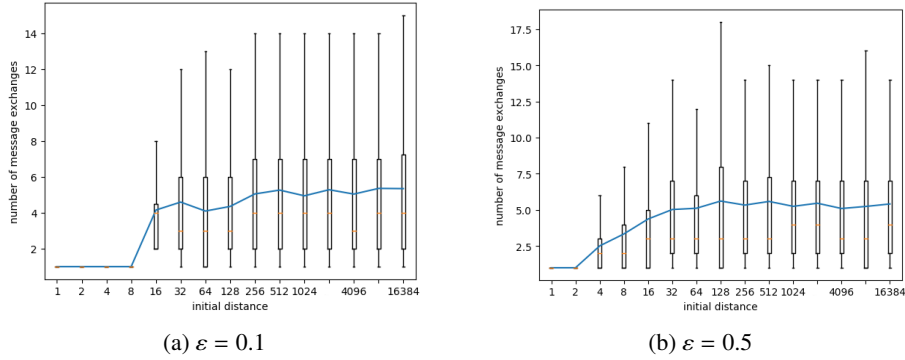 14
12
10
8
6
4
2
number of message exchanges
1 2 4 8 16 32 64 128 256 512 1024 4096 16384
initial distance
(a) ε = 0.1
17.5
15.0
12.5
10.0
7.5
5.0
2.5
number of message exchanges
1 2 4 8 16 32 64 128 256 512 1024 4096 16384
initial distance
(b) ε = 0.5